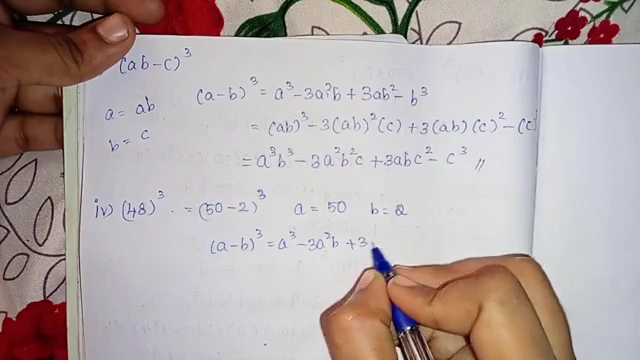 (ab-c)³
(a-b)³ = a³-3a²b + 3ab² - b³
a = ab
b = c
= (ab)³ - 3(ab)²(c) + 3(ab)(c)² - (c)³
= a³b³ - 3a²b²c + 3abc² - c³ //
iv) (48)³ . = (50-2)³ a = 50 b = 2
(a-b)³ = a³ - 3a²b + 3